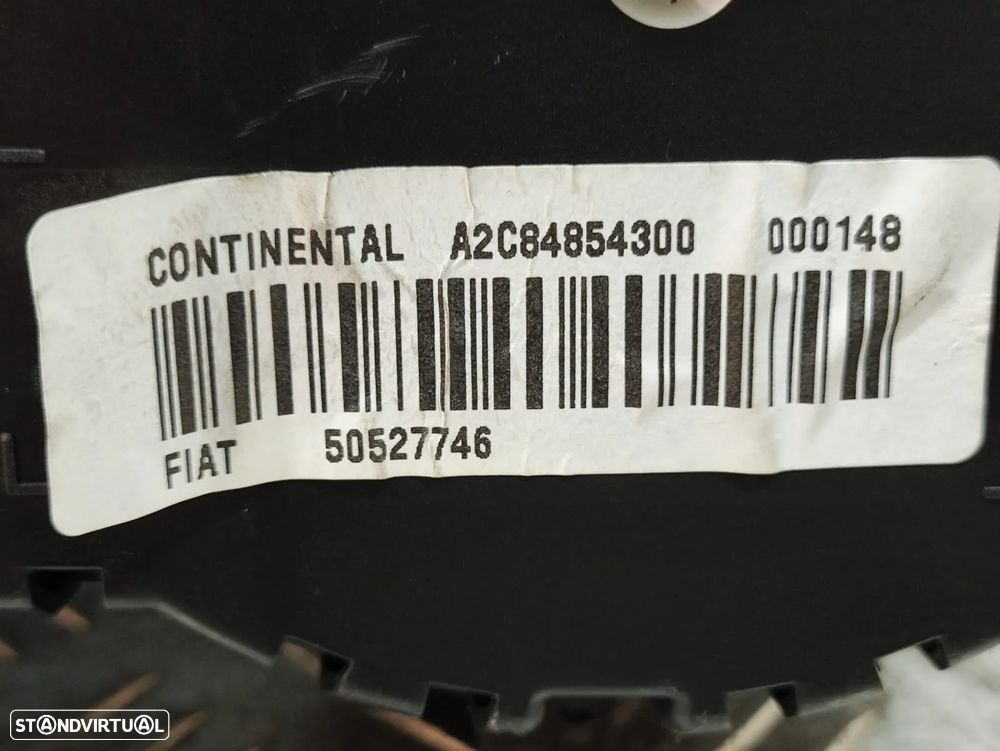 CONTINENTAL A2C84854300 000148
FIAT 50527746
STANDVIRTUAL